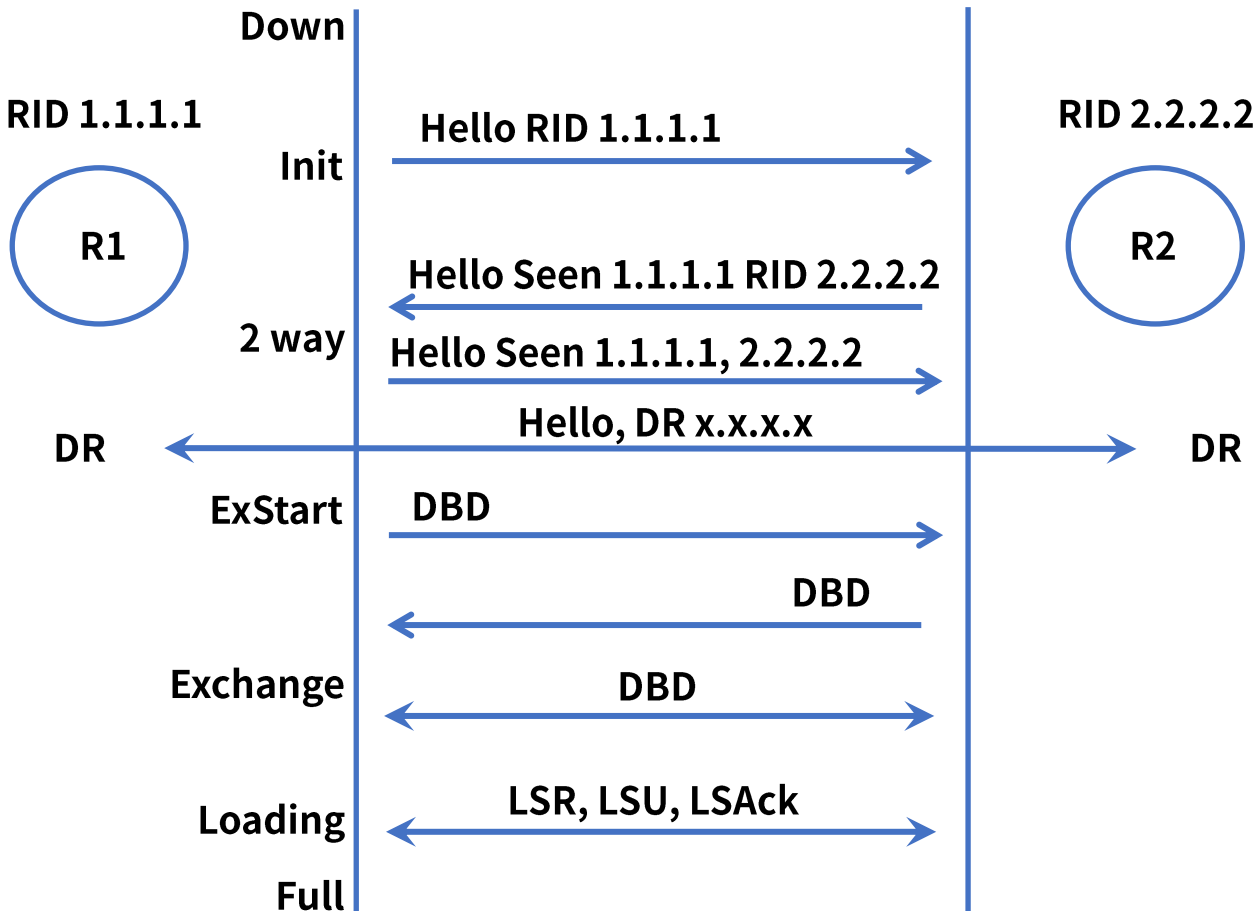 Down
RID 1.1.1.1
RID 2.2.2.2
Hello RID 1.1.1.1
Init
R1
R2
Hello Seen 1.1.1.1 RID 2.2.2.2
2 way
Hello Seen 1.1.1.1, 2.2.2.2
Hello, DR x.x.x.x
DR
DR
ExStart
DBD
DBD
Exchange
DBD
LSR, LSU, LSAck
Loading
Full